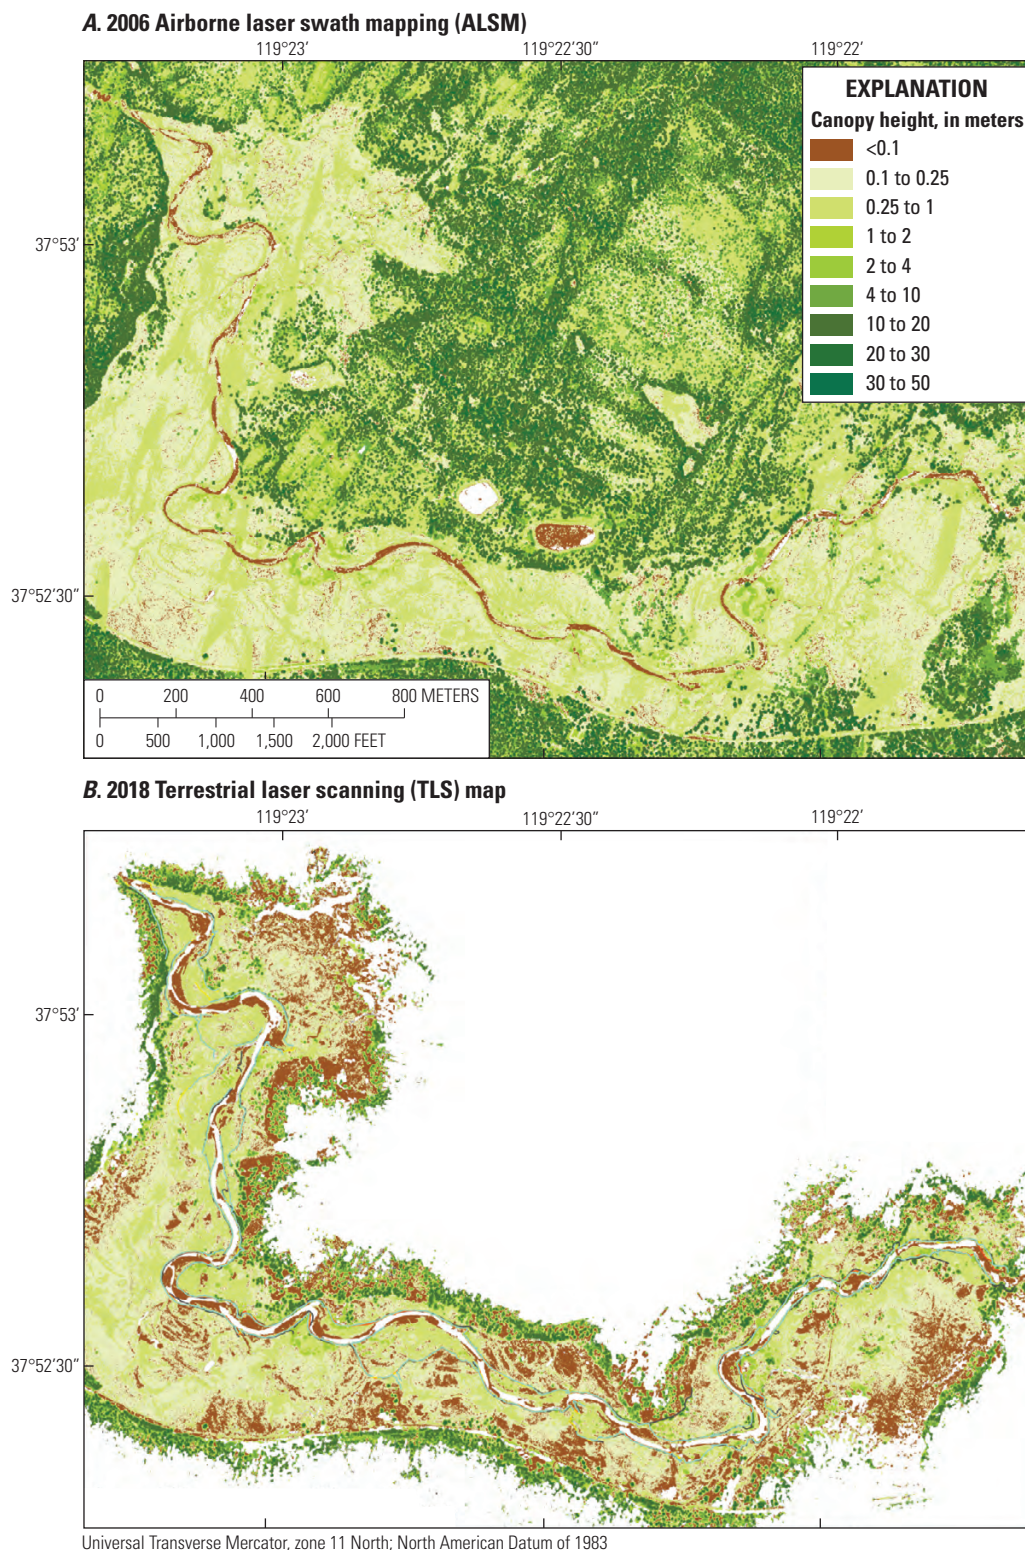 A. 2006 Airborne laser swath mapping (ALSM)
119°23' 119°22'30" 119°22'
EXPLANATION
Canopy height, in meters
<0.1
0.1 to 0.25
0.25 to 1
1 to 2
2 to 4
4 to 10
10 to 20
20 to 30
30 to 50
37°53'
37°52'30"
0 200 400 600 800 METERS
0 500 1,000 1,500 2,000 FEET
B. 2018 Terrestrial laser scanning (TLS) map
119°23' 119°22'30" 119°22'
37°53'
37°52'30"
Universal Transverse Mercator, zone 11 North; North American Datum of 1983